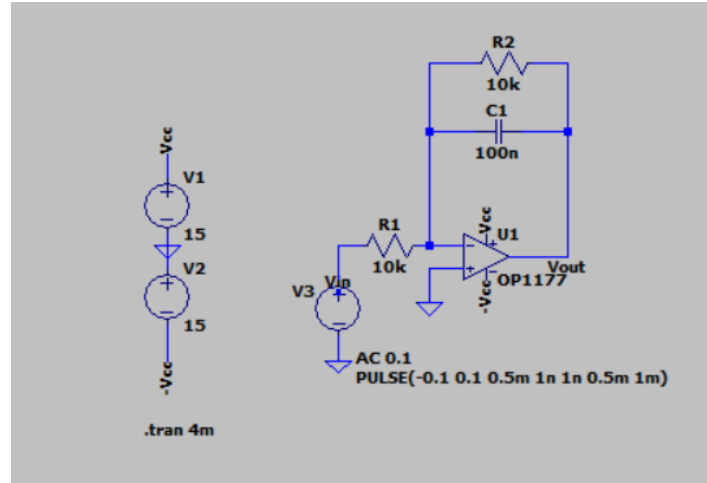 R2
10k
C1
100n
Vcc
V1
15
V2
15
-Vcc
R1
10k
Vcc
U1
Vin
V3
Vout
OP1177
-Vcc
AC 0.1
PULSE(-0.1 0.1 0.5m 1n 1n 0.5m 1m)
.tran 4m